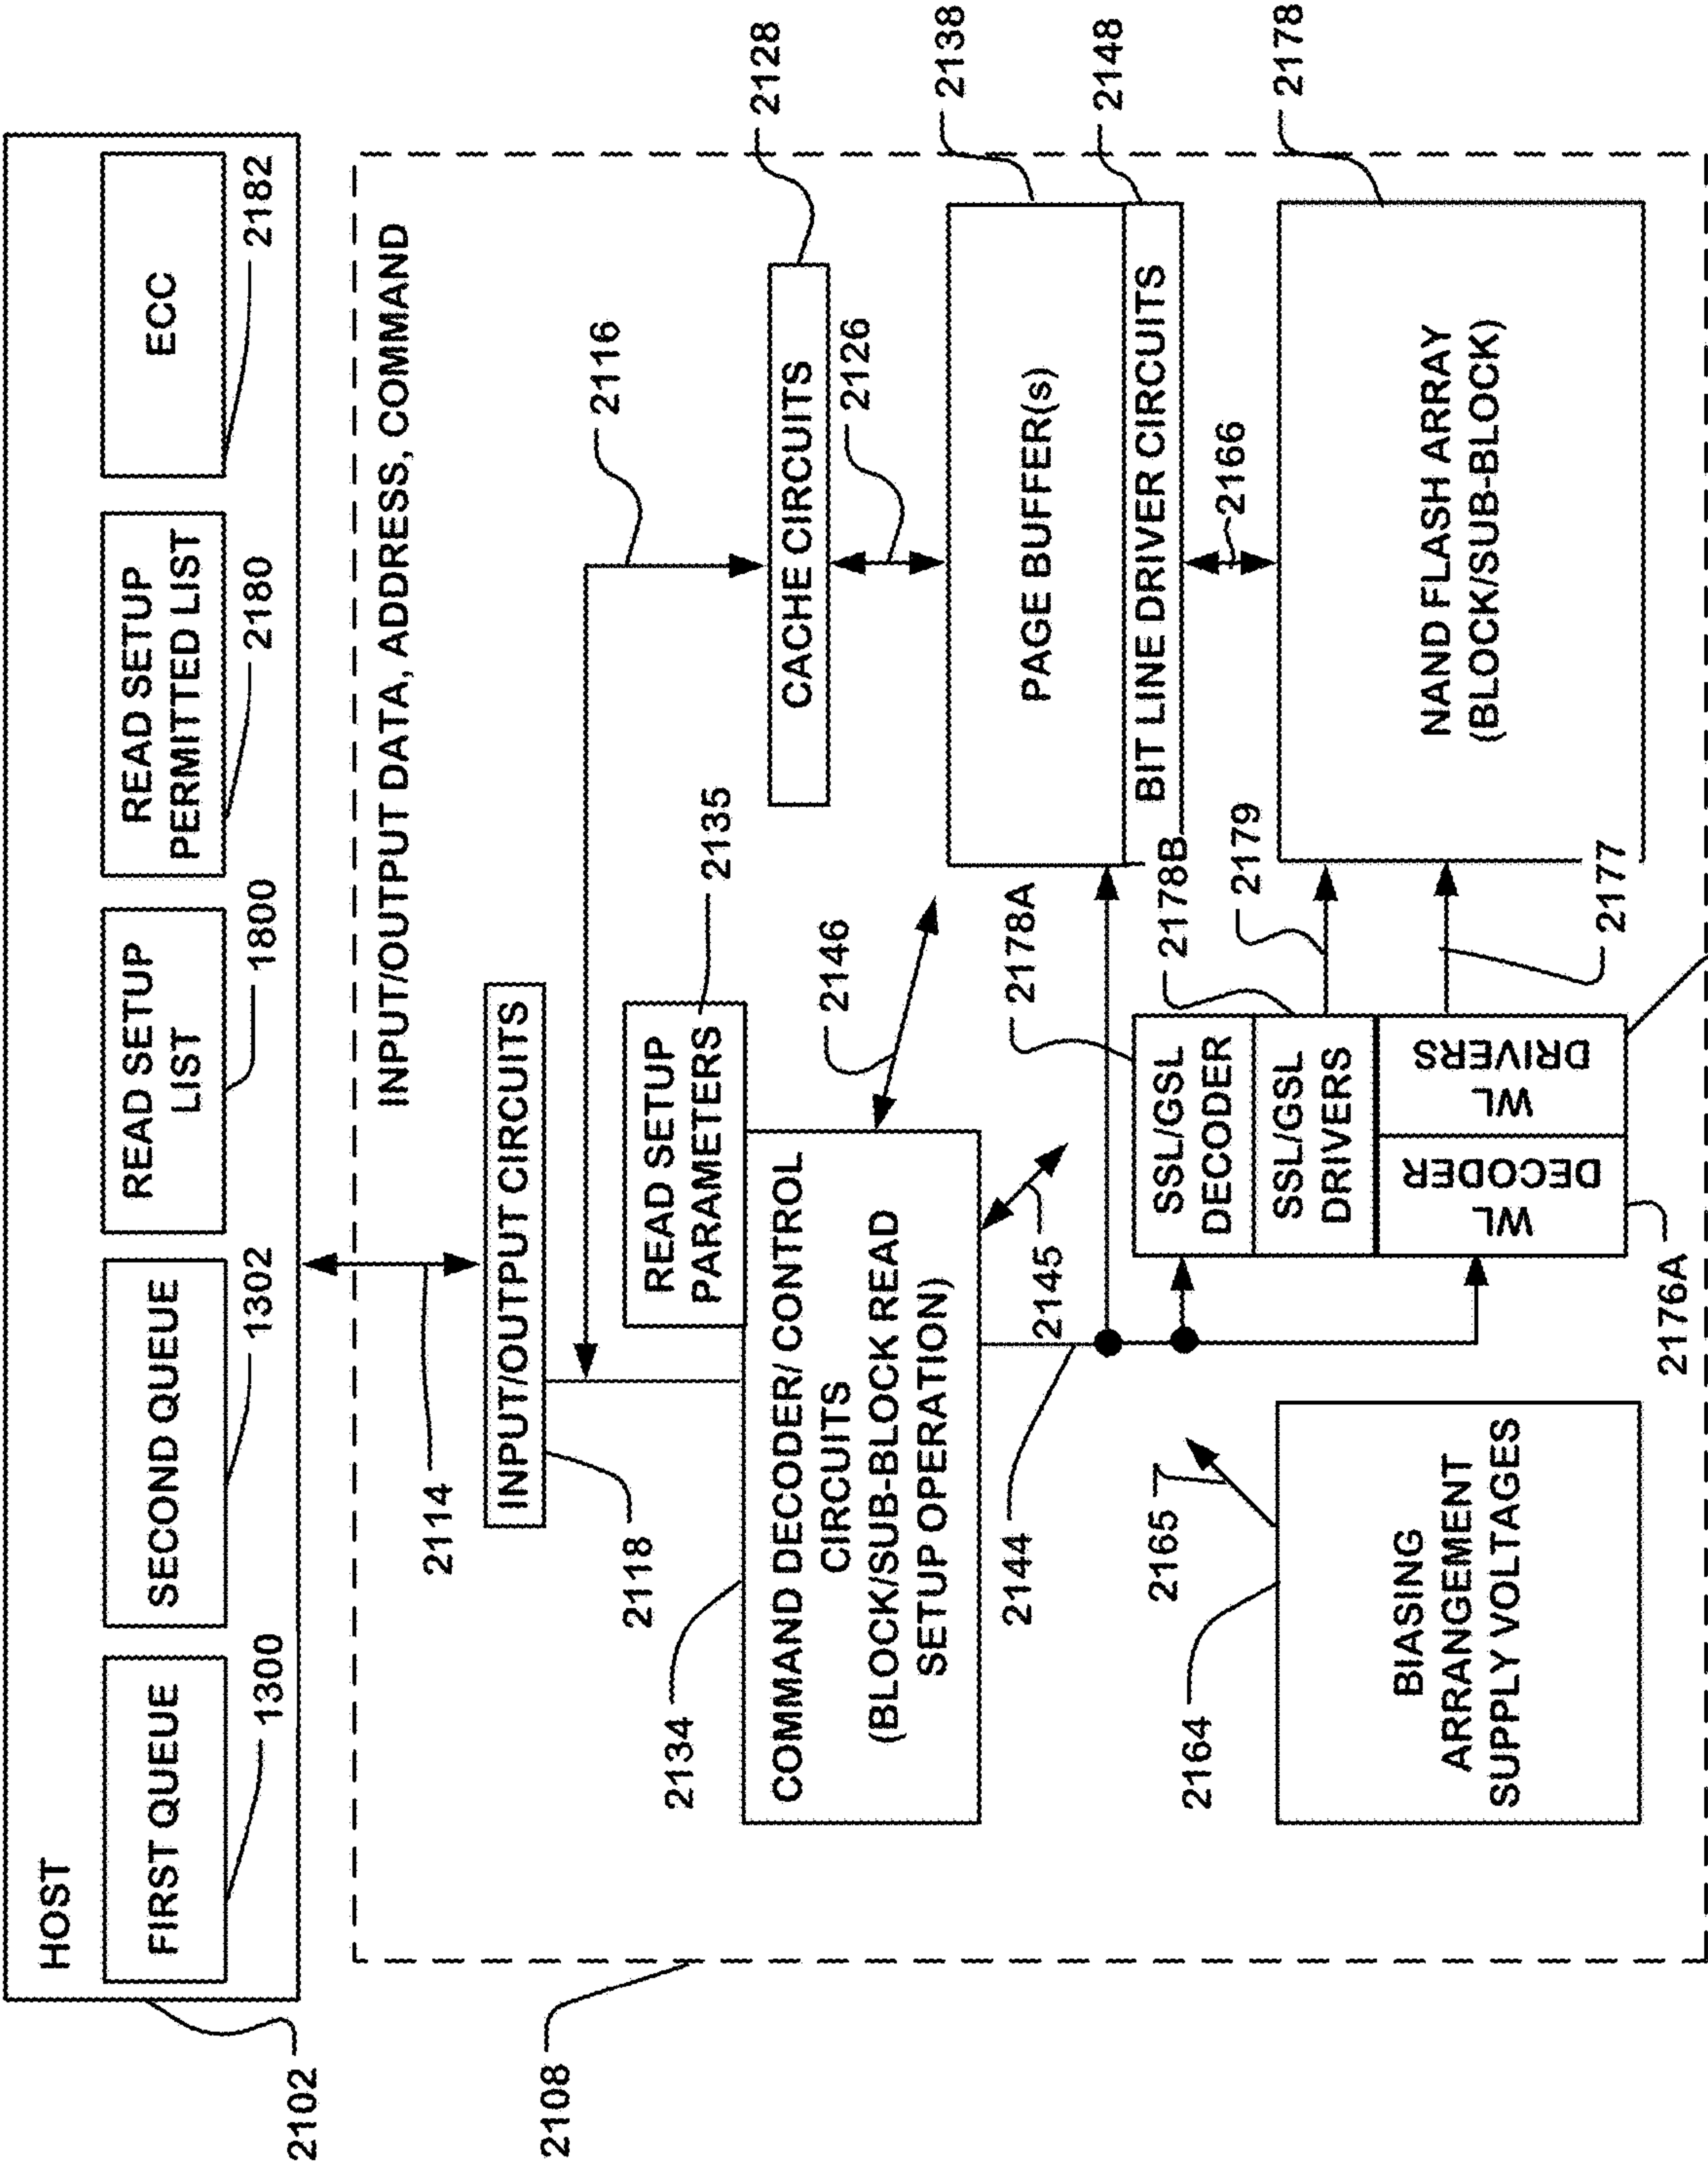 HOST
FIRST QUEUE
1300
SECOND QUEUE
1302
READ SETUP
LIST
1800
READ SETUP
PERMITTED LIST
2180
ECC
2182
2102
2114
INPUT/OUTPUT DATA, ADDRESS, COMMAND
2108
INPUT/OUTPUT CIRCUITS
2118
2116
READ SETUP
PARAMETERS
2135
2134
COMMAND DECODER/ CONTROL
CIRCUITS
(BLOCK/SUB-BLOCK READ
SETUP OPERATION)
2146
2145
2144
CACHE CIRCUITS
2128
2126
PAGE BUFFER(s)
2138
BIT LINE DRIVER CIRCUITS
2148
2166
2178A
2178B
SSL/GSL
DECODER
SSL/GSL
DRIVERS
2179
WL
DECODER
WL
DRIVERS
2176A
2177
NAND FLASH ARRAY
(BLOCK/SUB-BLOCK)
2178
2164
2165
BIASING
ARRANGEMENT
SUPPLY VOLTAGES